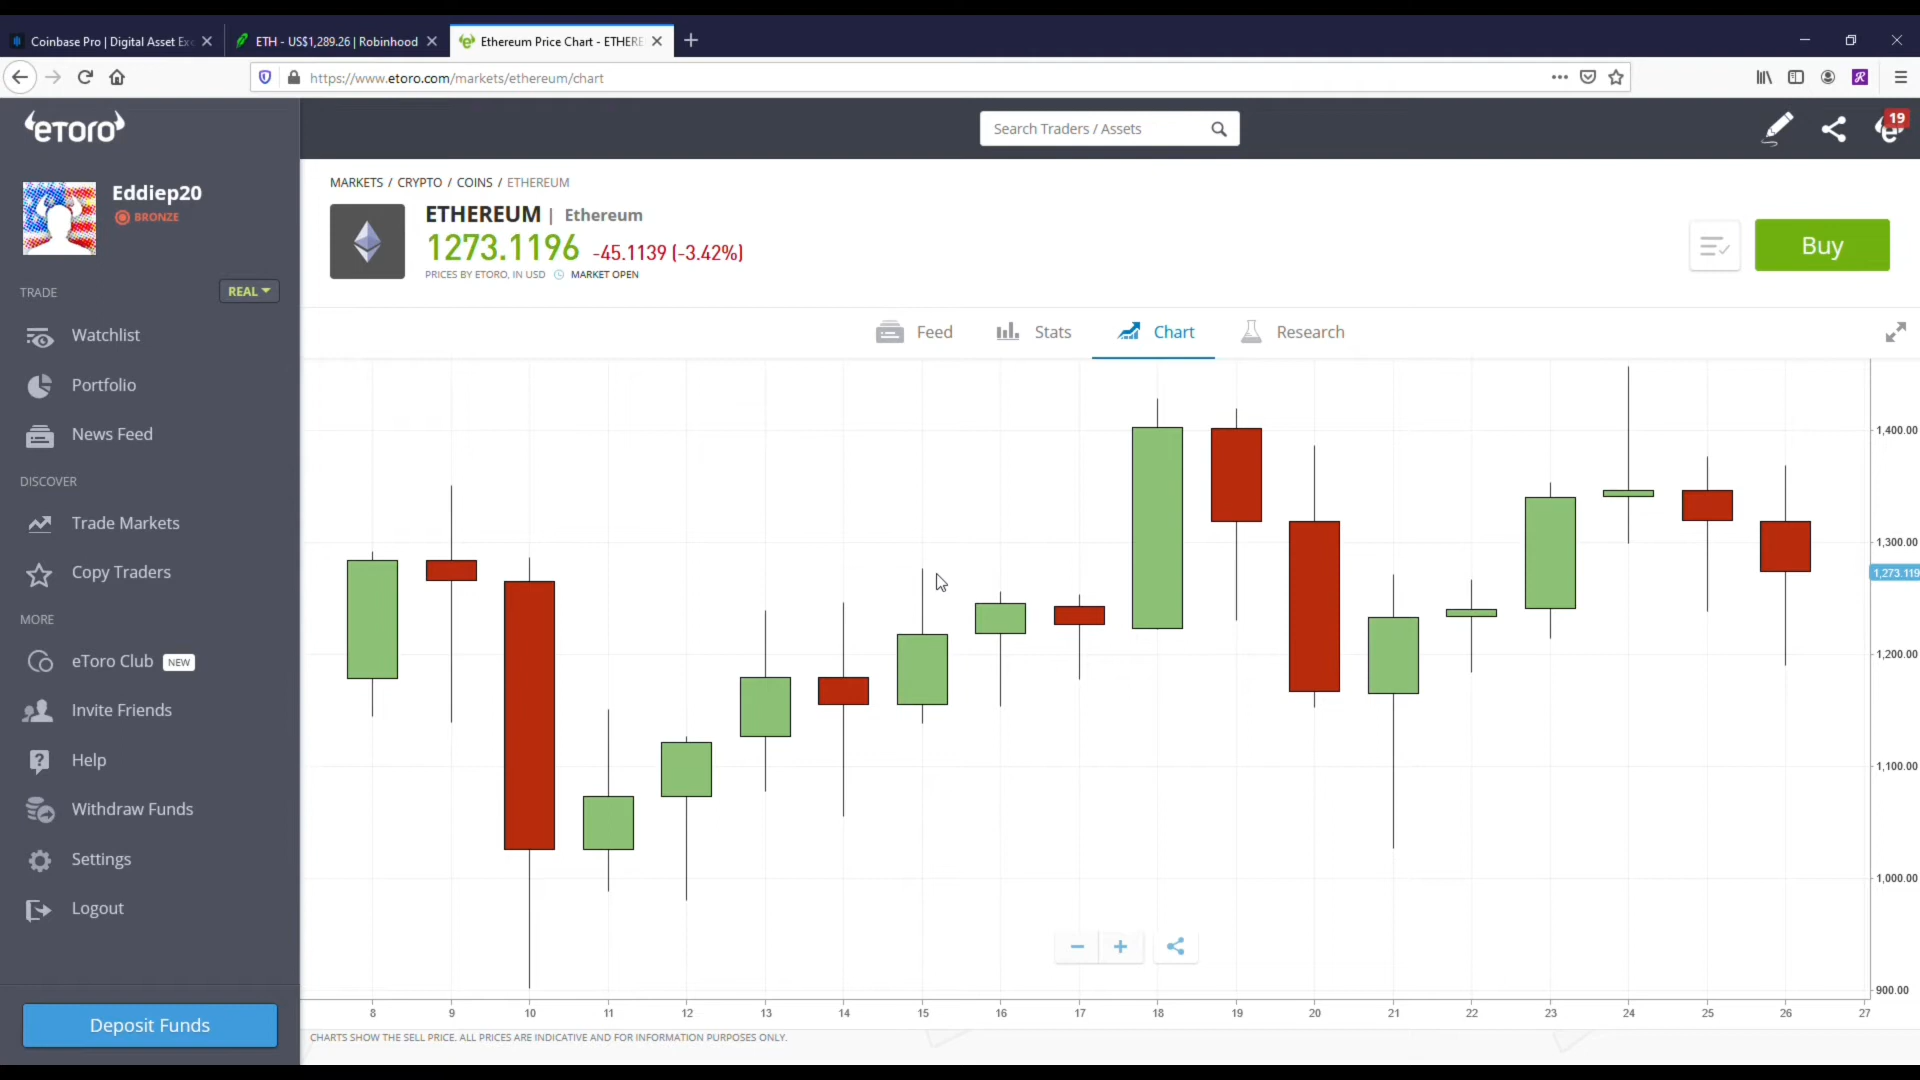 Coinbase Pro | Digital Asset Ex
ETH - US$1,289.26 | Robinhood
Ethereum Price Chart - ETHERE
https://www.etoro.com/markets/ethereum/chart
eToro
Search Traders / Assets
19
Eddiep20
BRONZE
TRADE
REAL
Watchlist
Portfolio
News Feed
DISCOVER
Trade Markets
Copy Traders
MORE
eToro Club NEW
Invite Friends
Help
Withdraw Funds
Settings
Logout
Deposit Funds
MARKETS / CRYPTO / COINS / ETHEREUM
ETHEREUM | Ethereum
1273.1196 -45.1139 (-3.42%)
PRICES BY ETORO, IN USD MARKET OPEN
Buy
Feed Stats Chart Research
1,400.00
1,300.00
1,273.119
1,200.00
1,100.00
1,000.00
900.00
8 9 10 11 12 13 14 15 16 17 18 19 20 21 22 23 24 25 26 27
CHARTS SHOW THE SELL PRICE. ALL PRICES ARE INDICATIVE AND FOR INFORMATION PURPOSES ONLY.